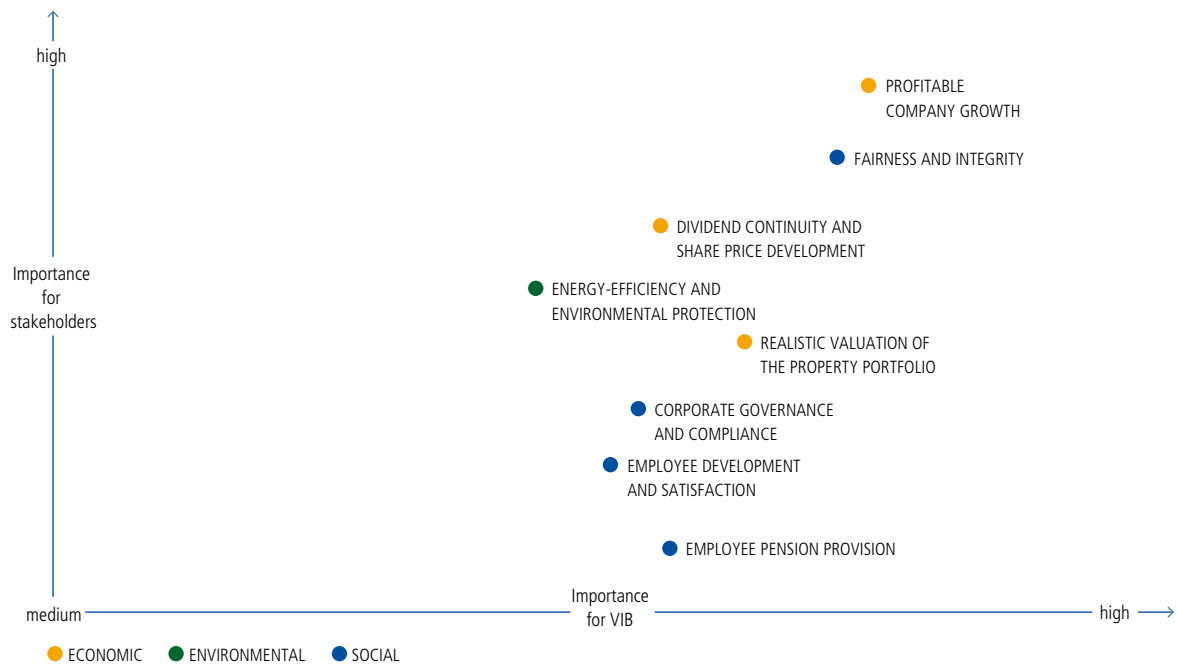 high
PROFITABLE
COMPANY GROWTH
FAIRNESS AND INTEGRITY
DIVIDEND CONTINUITY AND
SHARE PRICE DEVELOPMENT
Importance
for
stakeholders
ENERGY-EFFICIENCY AND
ENVIRONMENTAL PROTECTION
REALISTIC VALUATION OF
THE PROPERTY PORTFOLIO
CORPORATE GOVERNANCE
AND COMPLIANCE
EMPLOYEE DEVELOPMENT
AND SATISFACTION
EMPLOYEE PENSION PROVISION
medium
Importance
for VIB
high
ECONOMIC
ENVIRONMENTAL
SOCIAL